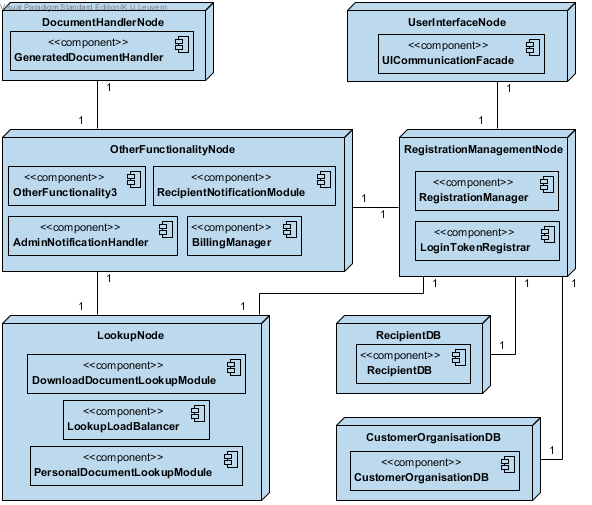 Visual Paradigm Standard Edition(K.U.Leuven)
DocumentHandlerNode
<<component>>
GeneratedDocumentHandler
UserInterfaceNode
<<component>>
UICommunicationFacade
1
1
1
1
OtherFunctionalityNode
<<component>>
OtherFunctionality3
<<component>>
RecipientNotificationModule
<<component>>
AdminNotificationHandler
<<component>>
BillingManager
1
1
RegistrationManagementNode
<<component>>
RegistrationManager
<<component>>
LoginTokenRegistrar
1
1
1
1
1
1
LookupNode
<<component>>
DownloadDocumentLookupModule
<<component>>
LookupLoadBalancer
<<component>>
PersonalDocumentLookupModule
RecipientDB
<<component>>
RecipientDB
1
CustomerOrganisationDB
<<component>>
CustomerOrganisationDB
1